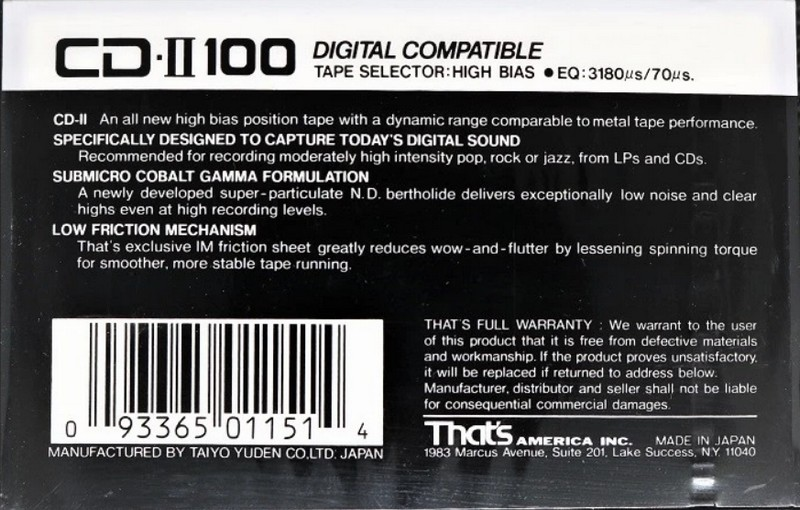 CD·II 100 DIGITAL COMPATIBLE
TAPE SELECTOR:HIGH BIAS ●EQ:3180µs/70µs.
CD-II An all new high bias position tape with a dynamic range comparable to metal tape performance.
SPECIFICALLY DESIGNED TO CAPTURE TODAY'S DIGITAL SOUND
Recommended for recording moderately high intensity pop, rock or jazz, from LPs and CDs.
SUBMICRO COBALT GAMMA FORMULATION
A newly developed super-particulate N.D. bertholide delivers exceptionally low noise and clear
highs even at high recording levels.
LOW FRICTION MECHANISM
That's exclusive IM friction sheet greatly reduces wow-and-flutter by lessening spinning torque
for smoother, more stable tape running.
0 93365 01151 4
MANUFACTURED BY TAIYO YUDEN CO,LTD. JAPAN
THAT'S FULL WARRANTY : We warrant to the user
of this product that it is free from defective materials
and workmanship. If the product proves unsatisfactory,
it will be replaced if returned to address below.
Manufacturer, distributor and seller shall not be liable
for consequential commercial damages.
That's AMERICA INC. MADE IN JAPAN
1983 Marcus Avenue, Suite 201, Lake Success, N.Y. 11040